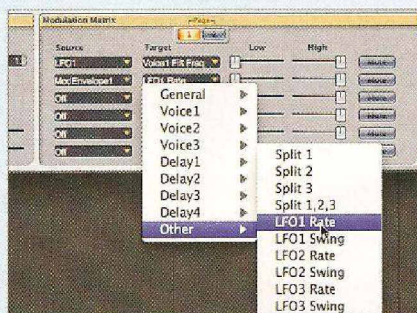 Modulation Matrix
Page
1
Source Target Low High
LFO1 Voice1 Filt Freq
ModEnvelope1 LFO1 Rate
Off
Off
Off
Off
General
Voice1
Voice2
Voice3
Delay1
Delay2
Delay3
Delay4
Other
Split 1
Split 2
Split 3
Split 1,2,3
LFO1 Rate
LFO1 Swing
LFO2 Rate
LFO2 Swing
LFO3 Rate
LFO3 Swing